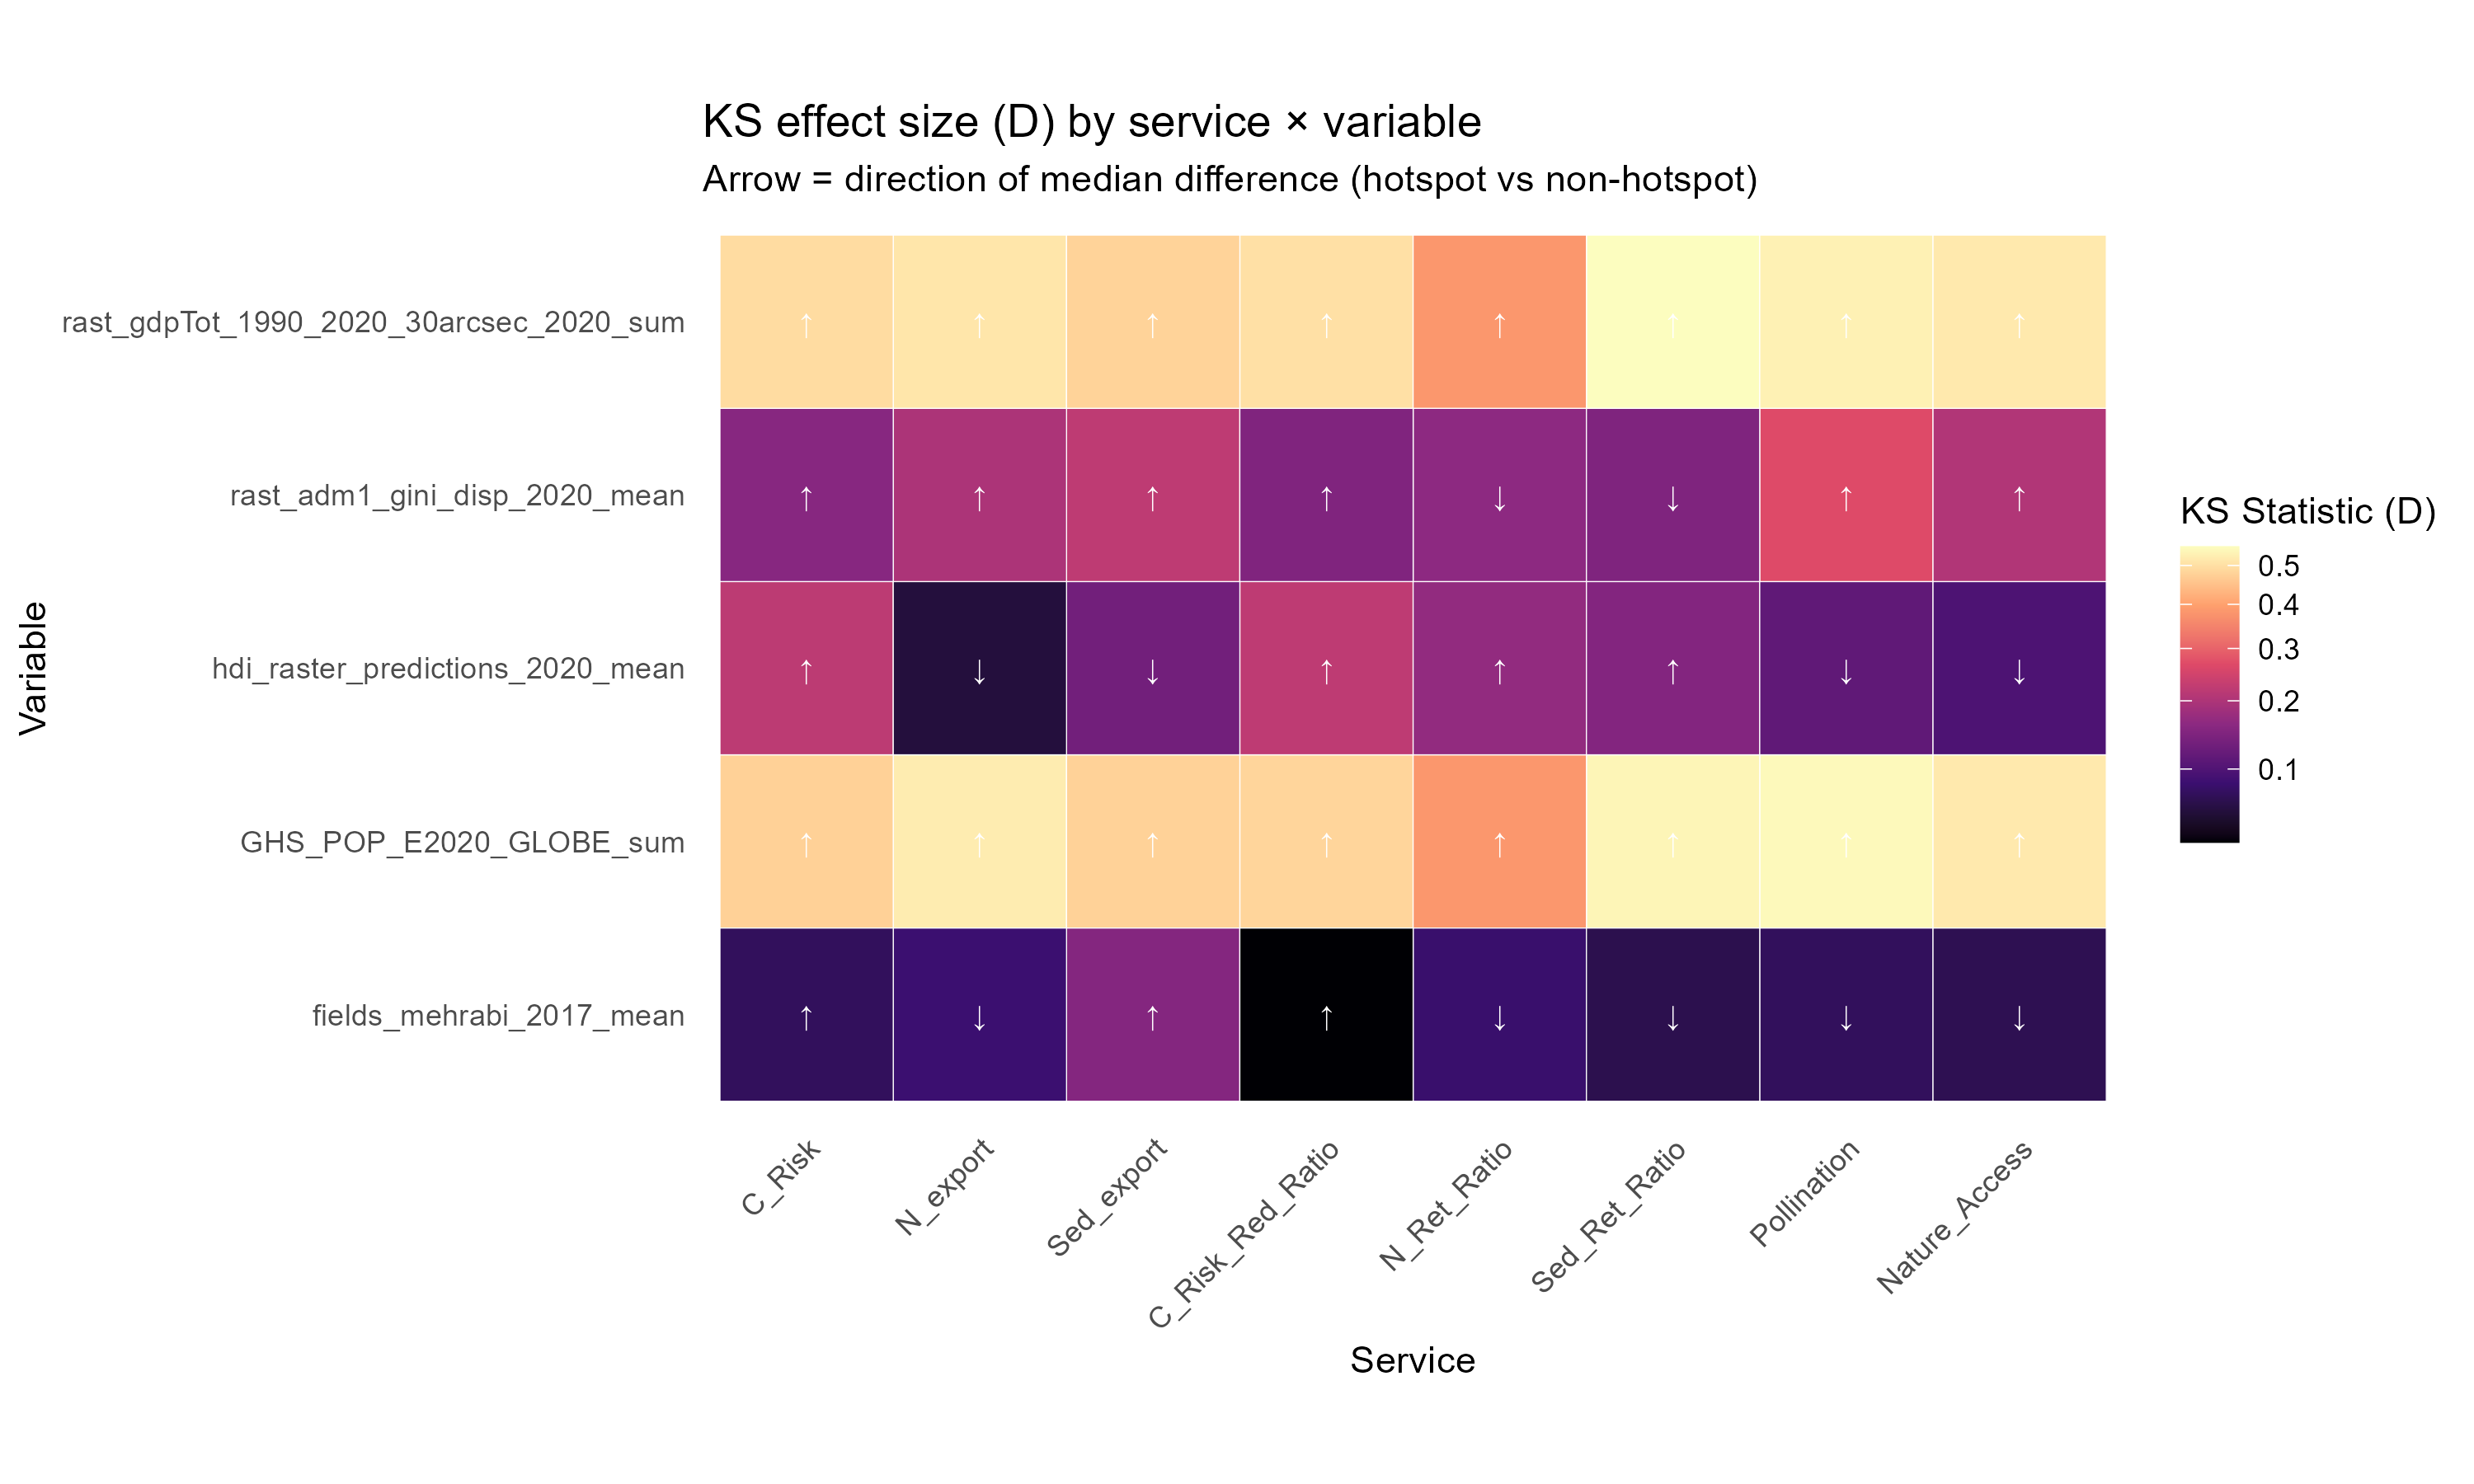 KS effect size (D) by service × variable
Arrow = direction of median difference (hotspot vs non-hotspot)
Variable
rast_gdpTot_1990_2020_30arcsec_2020_sum
↑ ↑ ↑ ↑ ↑ ↑ ↑ ↑
rast_adm1_gini_disp_2020_mean
↑ ↑ ↑ ↑ ↓ ↓ ↑ ↑
hdi_raster_predictions_2020_mean
↑ ↓ ↓ ↑ ↑ ↑ ↓ ↓
GHS_POP_E2020_GLOBE_sum
↑ ↑ ↑ ↑ ↑ ↑ ↑ ↑
fields_mehrabi_2017_mean
↑ ↓ ↑ ↑ ↓ ↓ ↓ ↓
C_Risk
N_export
Sed_export
C_Risk_Red_Ratio
N_Ret_Ratio
Sed_Ret_Ratio
Pollination
Nature_Access
Service
KS Statistic (D)
0.5
0.4
0.3
0.2
0.1